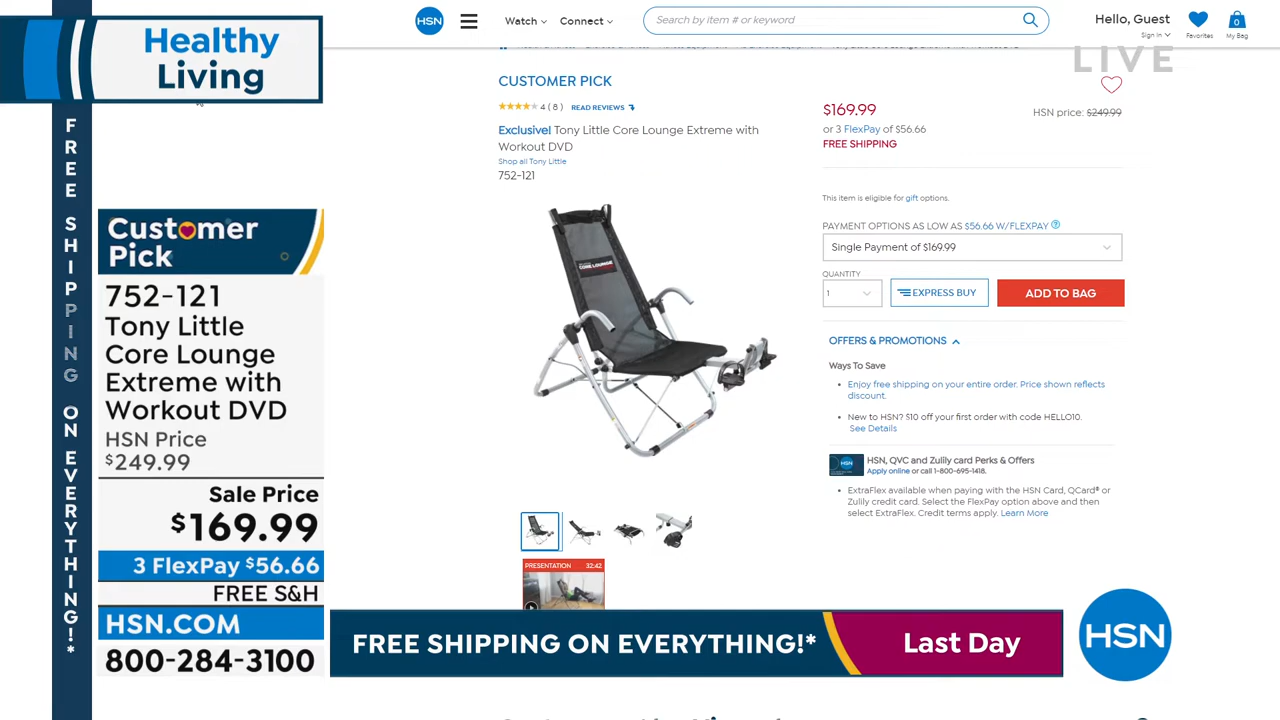 Healthy
Living
FREE SHIPPING ON EVERYTHING!*
Customer
Pick
752-121
Tony Little
Core Lounge
Extreme with
Workout DVD
HSN Price
$249.99
Sale Price
$169.99
3 FlexPay $56.66
FREE S&H
HSN.COM
800-284-3100
HSN
Watch
Connect
Search by item # or keyword
Hello, Guest
Sign in
Favorites
0
My Bag
LIVE
CUSTOMER PICK
4 ( 8 ) READ REVIEWS
Exclusive! Tony Little Core Lounge Extreme with
Workout DVD
Shop all Tony Little
752-121
CORE LOUNGE
PRESENTATION 32:42
$169.99
HSN price: $249.99
or 3 FlexPay of $56.66
FREE SHIPPING
This item is eligible for gift options.
PAYMENT OPTIONS AS LOW AS $56.66 W/FLEXPAY ?
Single Payment of $169.99
QUANTITY
1
EXPRESS BUY
ADD TO BAG
OFFERS & PROMOTIONS
Ways To Save
• Enjoy free shipping on your entire order. Price shown reflects
discount.
• New to HSN? $10 off your first order with code HELLO10.
See Details
HSN
HSN, QVC and Zulily card Perks & Offers
Apply online or call 1-800-695-1418.
• ExtraFlex available when paying with the HSN Card, QCard® or
Zulily credit card. Select the FlexPay option above and then
select ExtraFlex. Credit terms apply. Learn More
FREE SHIPPING ON EVERYTHING!*
Last Day
HSN